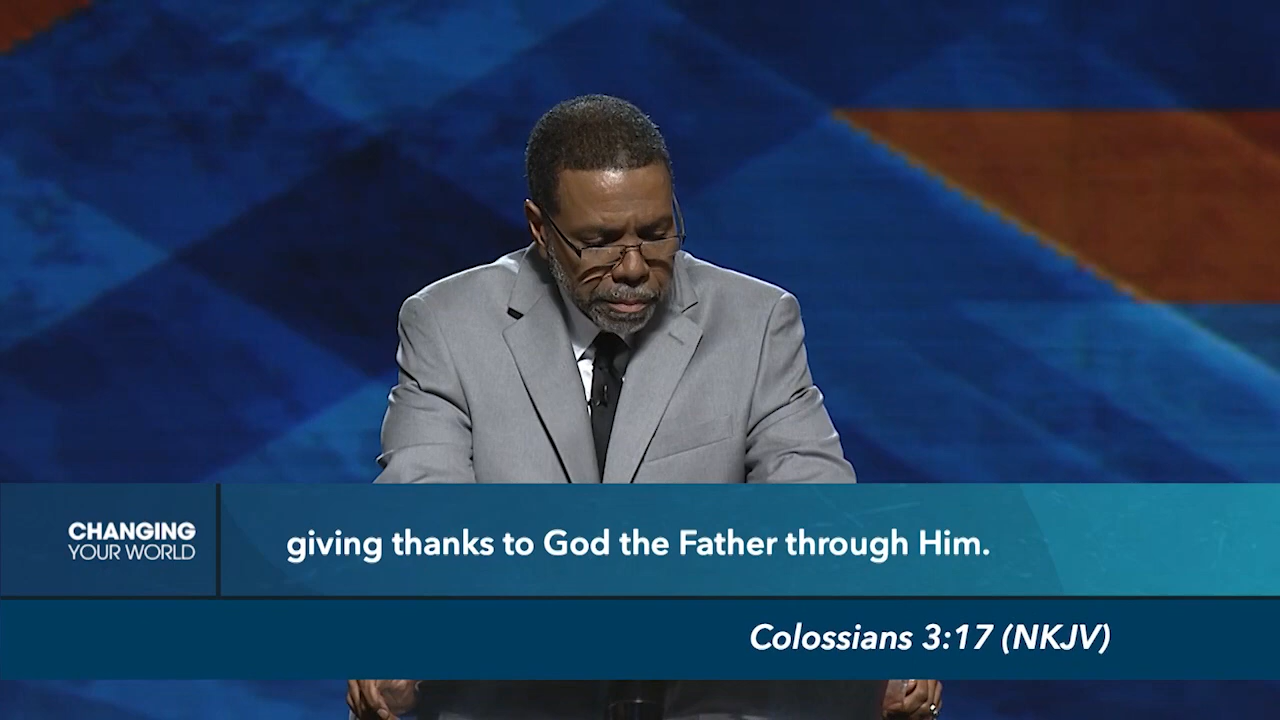 CHANGING
YOUR WORLD
giving thanks to God the Father through Him.
Colossians 3:17 (NKJV)